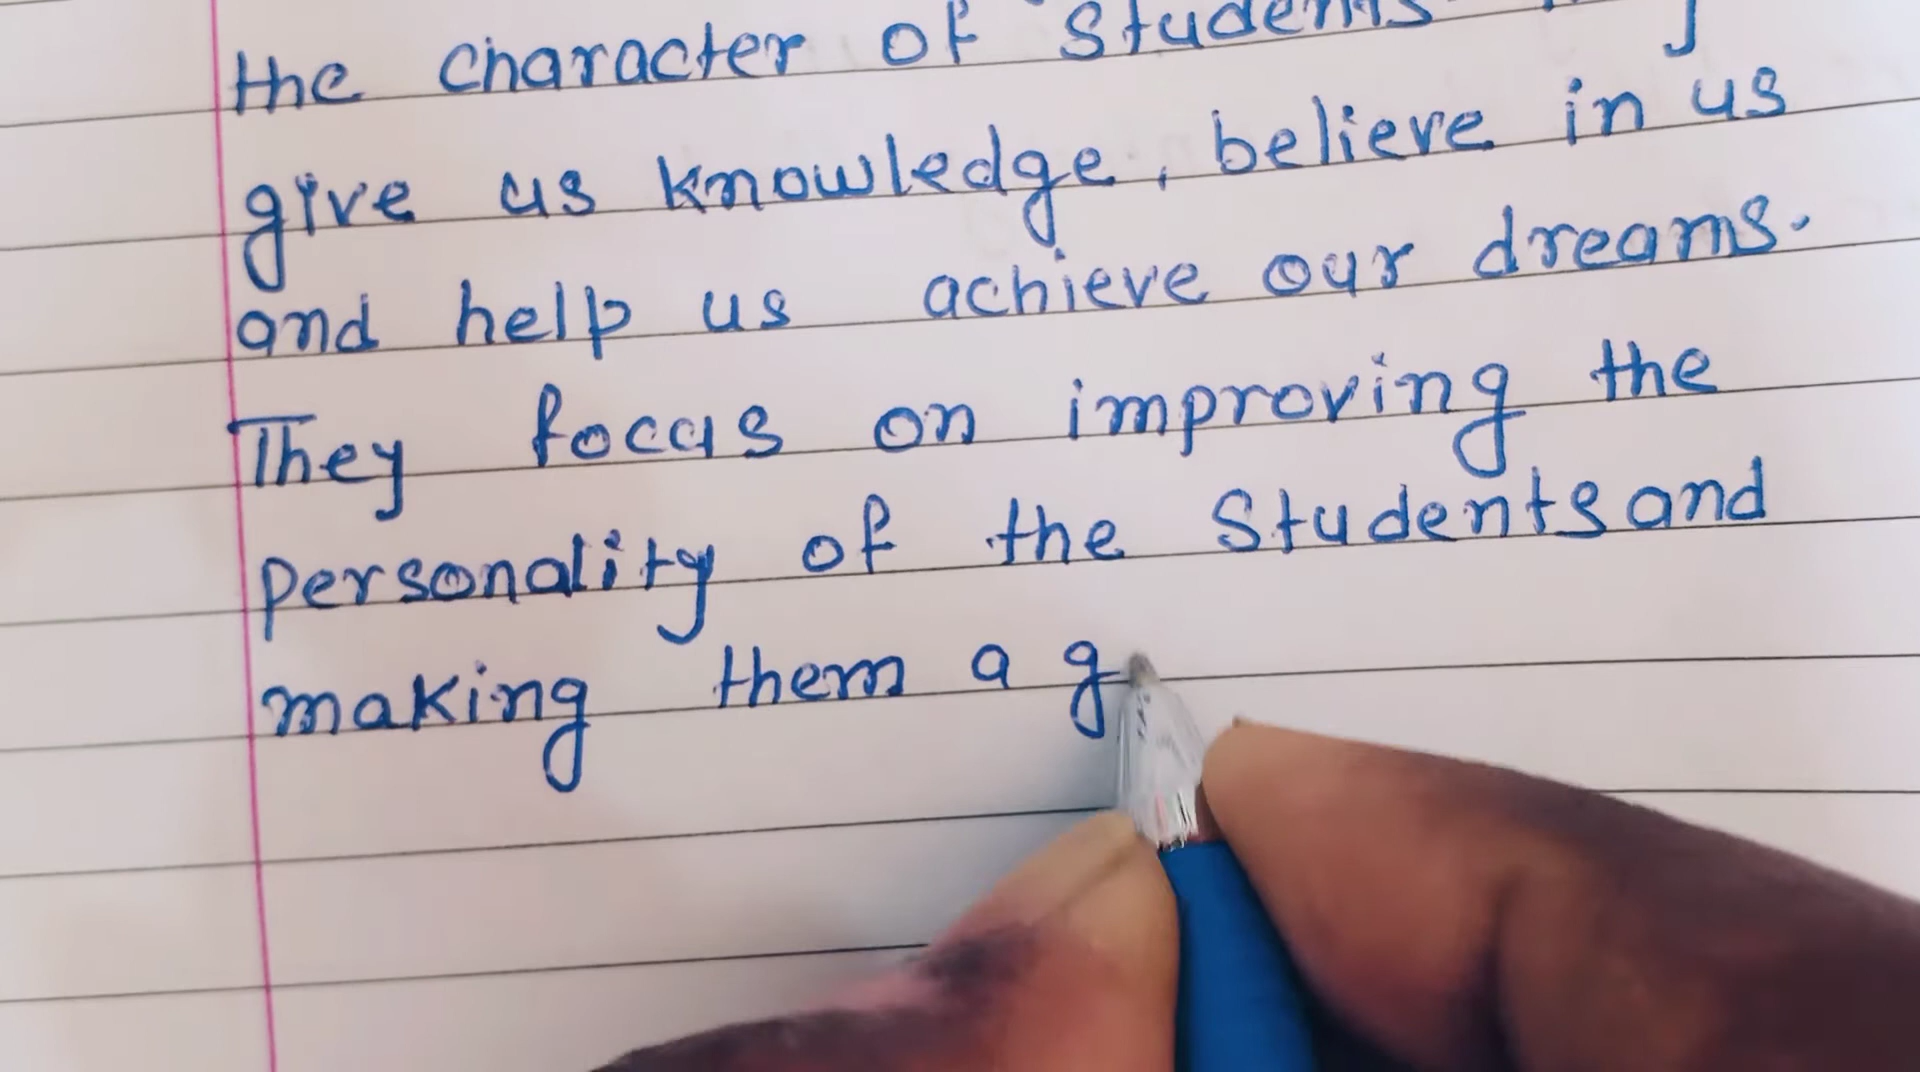 the character of students
give us knowledge, believe in us
and help us achieve our dreams.
They focus on improving the
personality of the Students and
making them a g